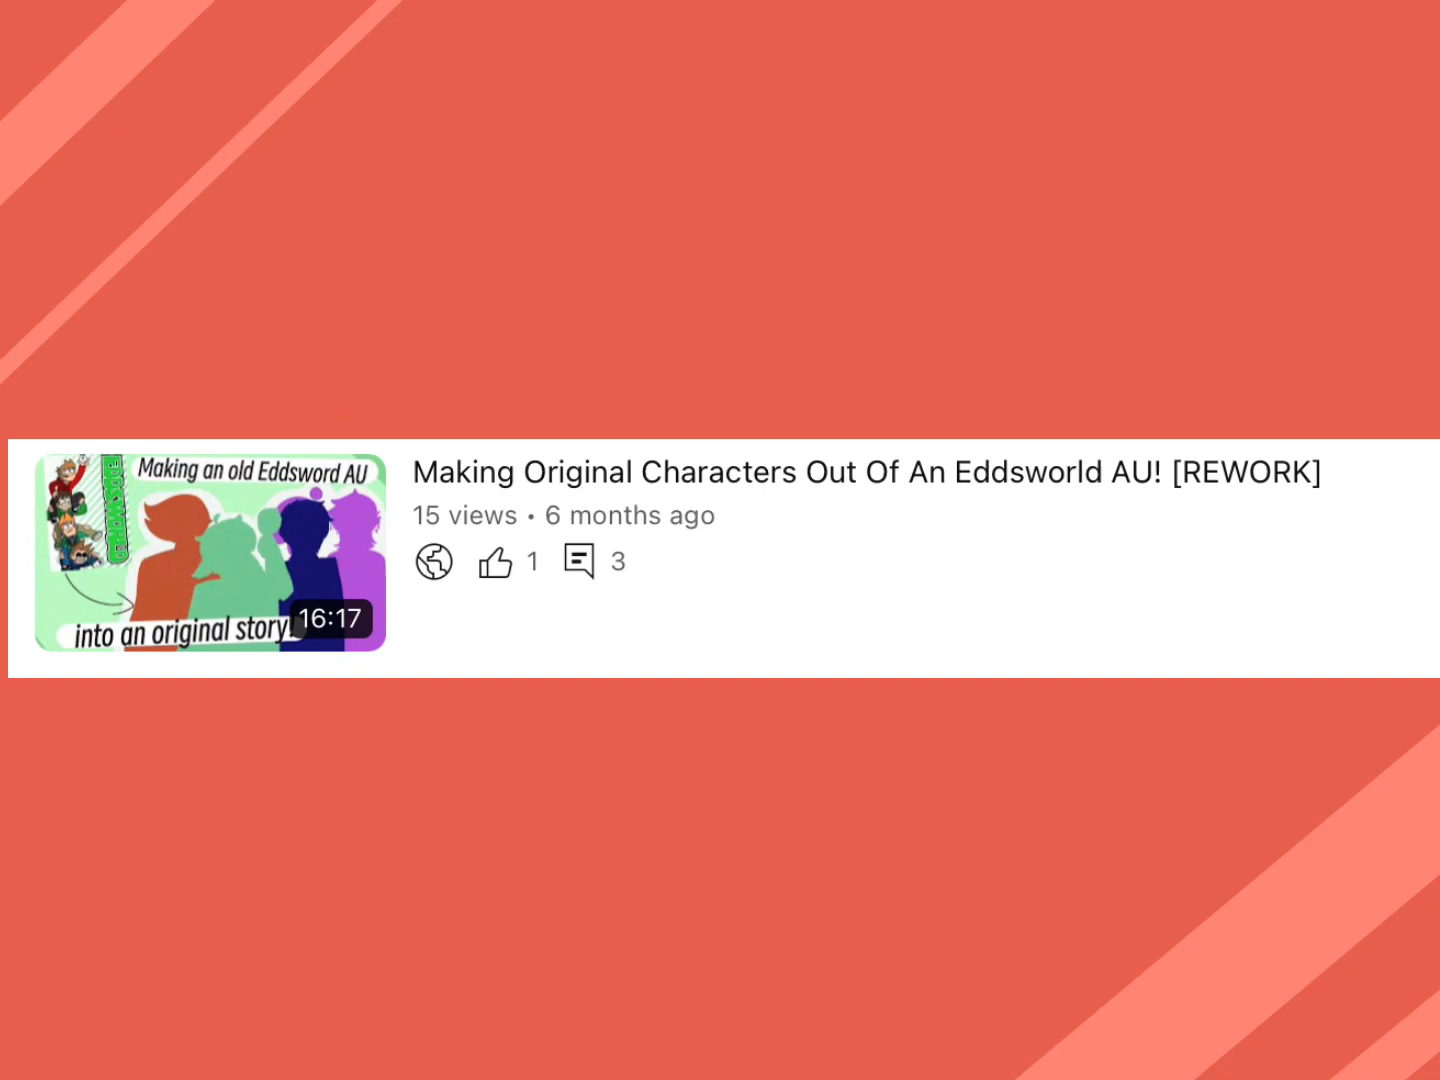 Making an old Eddsword AU
EDDSWORLD
into an original story!
16:17
Making Original Characters Out Of An Eddsworld AU! [REWORK]
15 views • 6 months ago
1
3